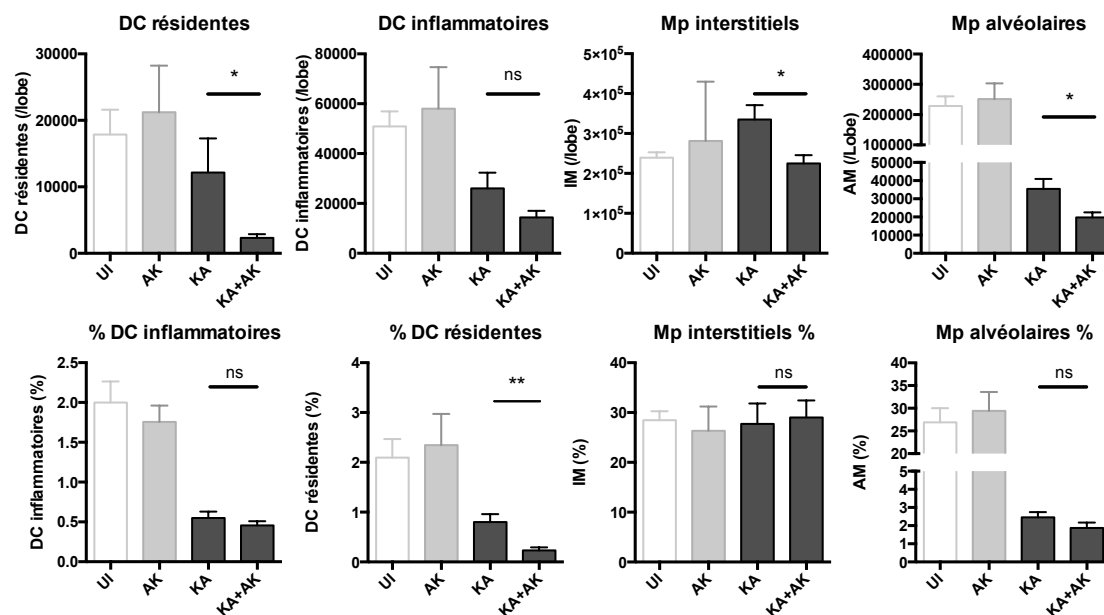 DC résidentes
DC résidentes (/lobe)
30000
20000
10000
0
*
UI
AK
KA
KA+AK
DC inflammatoires
DC inflammatoires (/lobe)
80000
60000
40000
20000
0
ns
UI
AK
KA
KA+AK
Mp interstitiels
IM (/lobe)
5×10⁵
4×10⁵
3×10⁵
2×10⁵
1×10⁵
0
*
UI
AK
KA
KA+AK
Mp alvéolaires
AM (/Lobe)
400000
300000
200000
100000
50000
40000
30000
20000
10000
0
*
UI
AK
KA
KA+AK
% DC inflammatoires
DC inflammatoires (%)
2.5
2.0
1.5
1.0
0.5
0.0
ns
UI
AK
KA
KA+AK
% DC résidentes
DC résidentes (%)
4
3
2
1
0
**
UI
AK
KA
KA+AK
Mp interstitiels %
IM (%)
40
30
20
10
0
ns
UI
AK
KA
KA+AK
Mp alvéolaires %
AM (%)
40
35
30
25
20
5
4
3
2
1
0
ns
UI
AK
KA
KA+AK